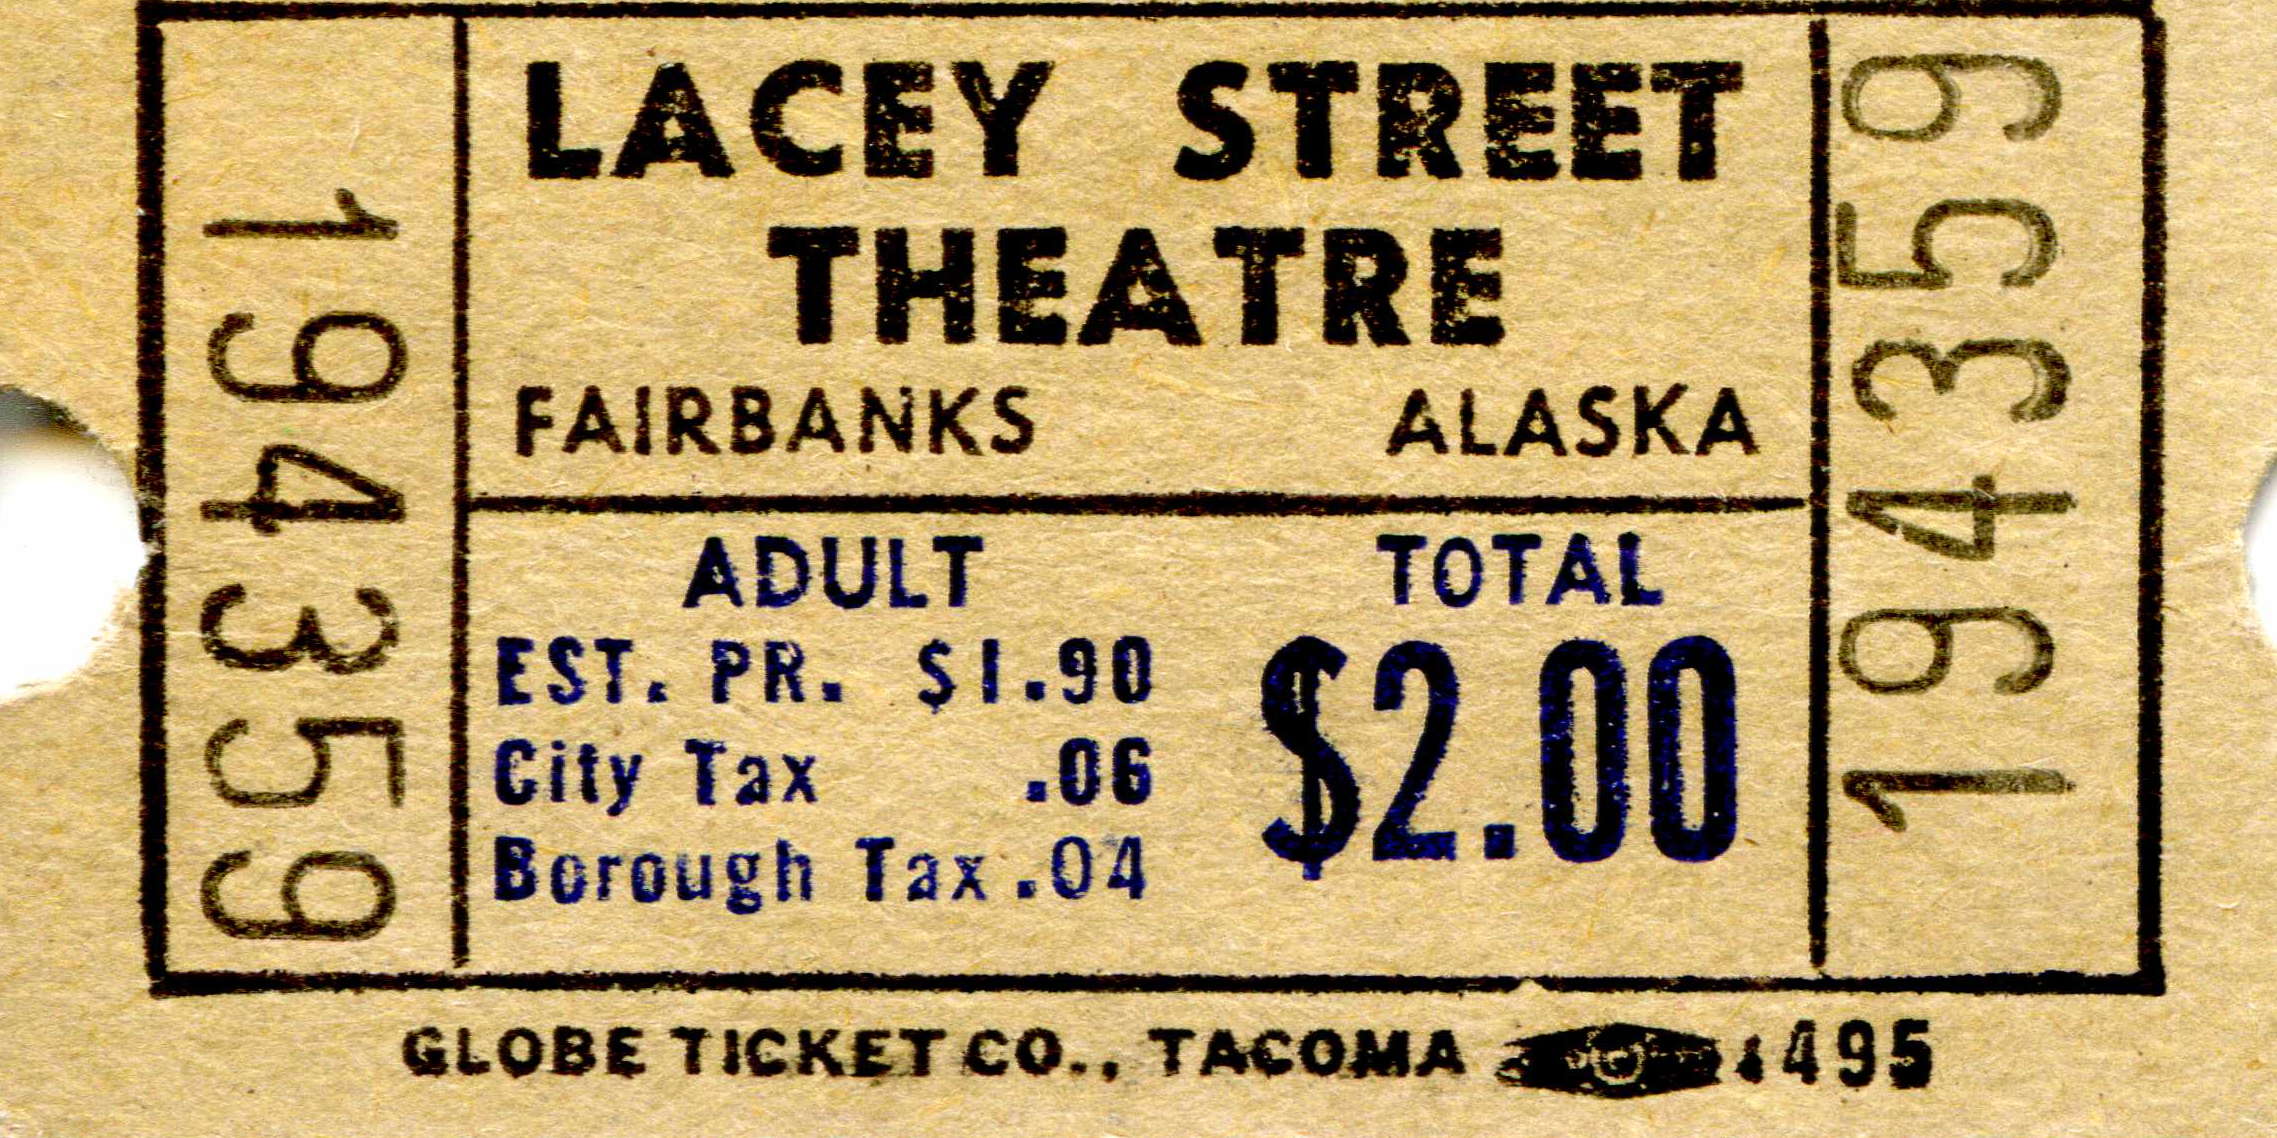 194359
LACEY STREET
THEATRE
FAIRBANKS ALASKA
ADULT
EST. PR. $1.90
City Tax .06
Borough Tax .04
TOTAL
$2.00
194359
GLOBE TICKET CO., TACOMA 1495